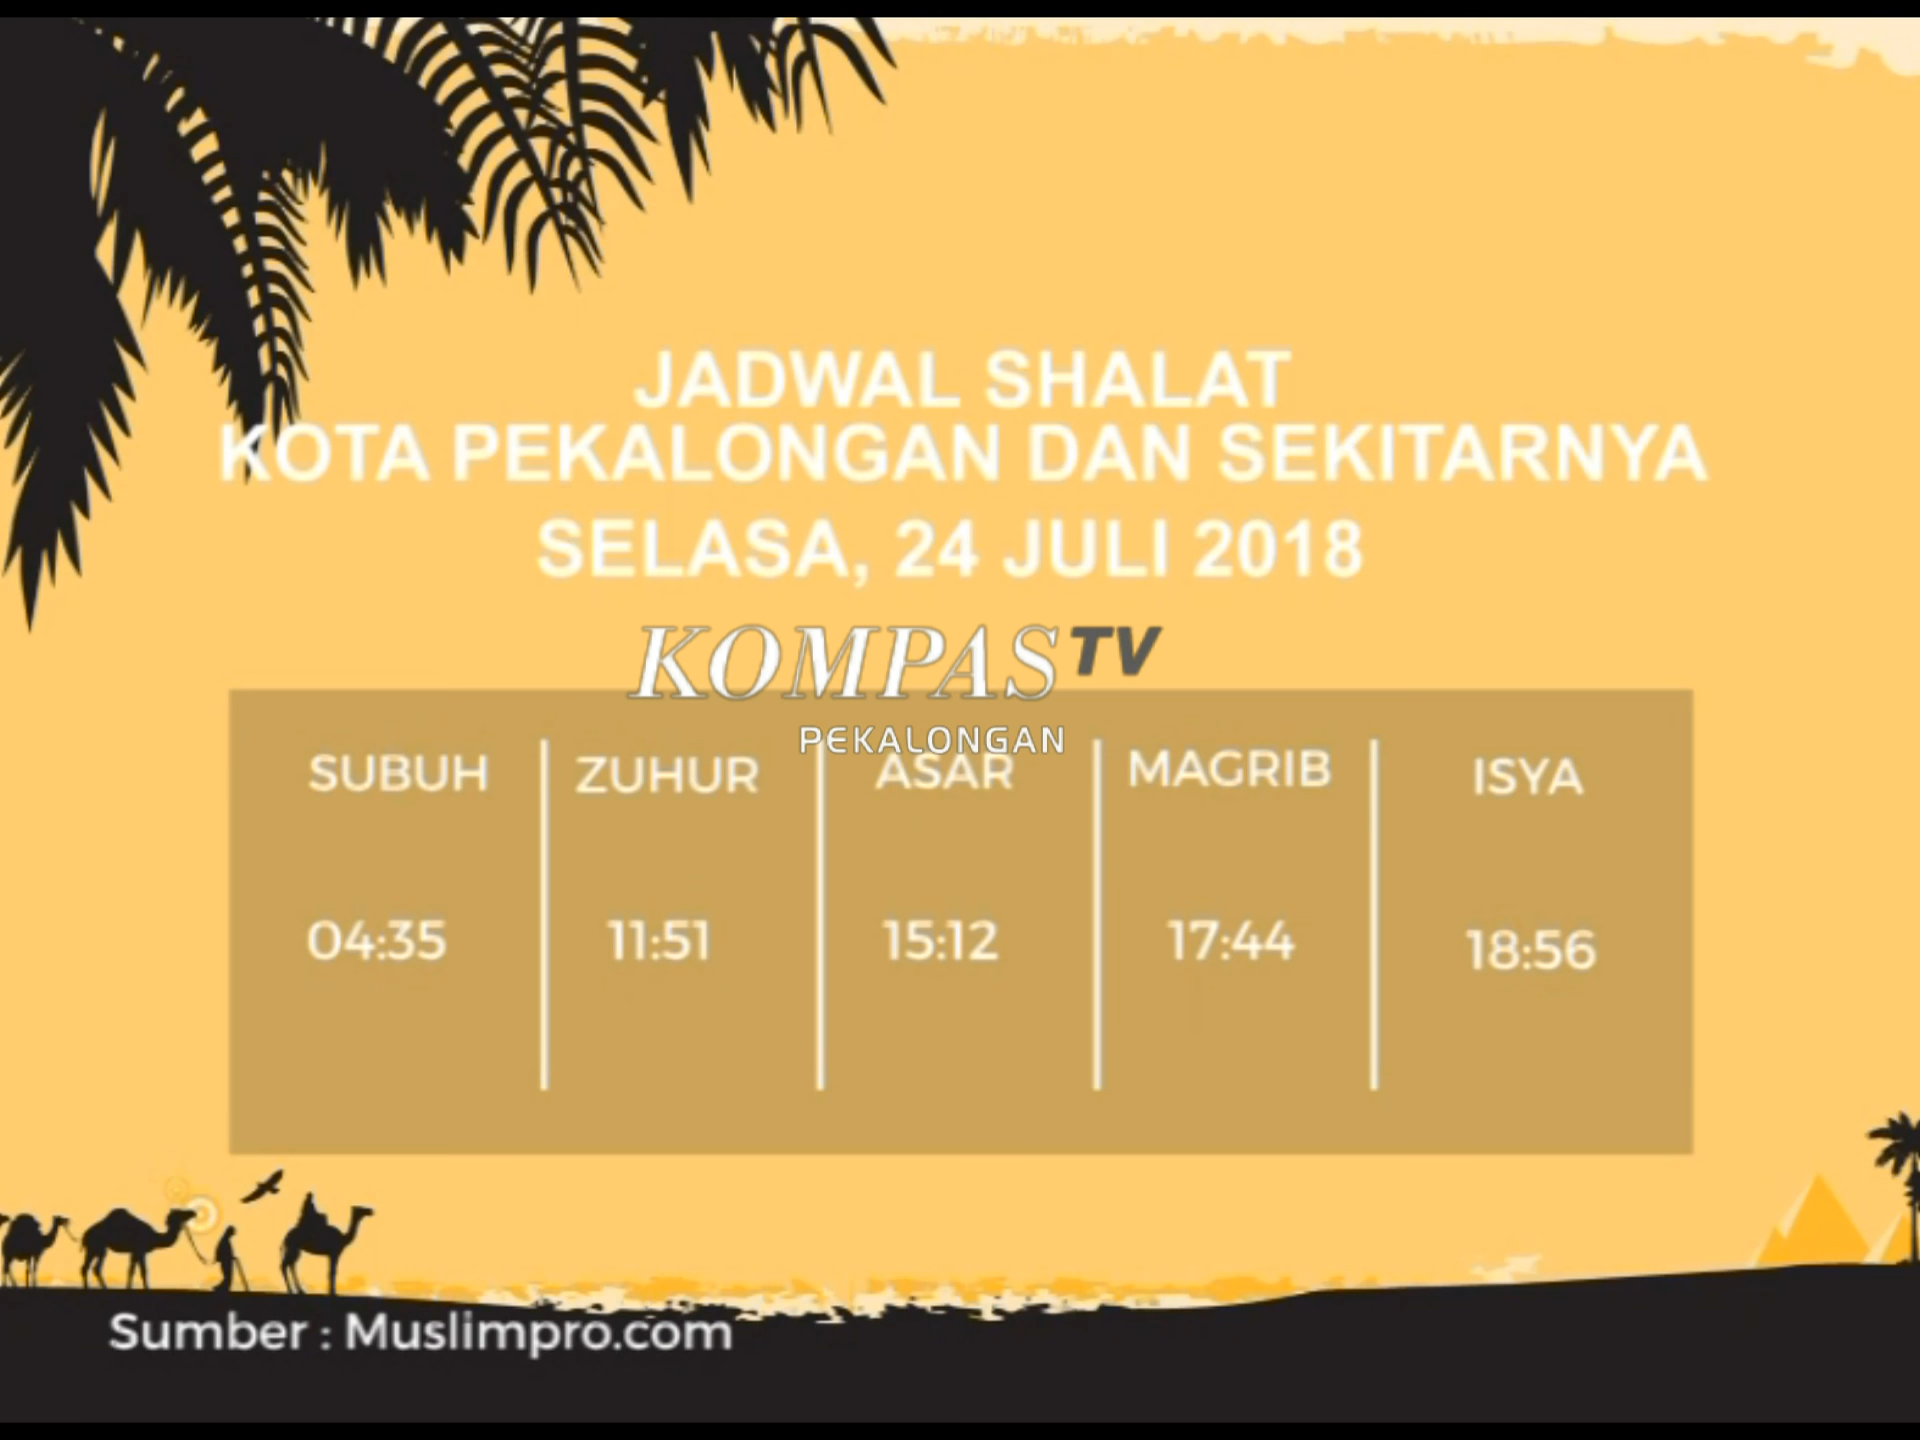 JADWAL SHALAT
KOTA PEKALONGAN DAN SEKITARNYA
SELASA, 24 JULI 2018
KOMPAS TV
PEKALONGAN
SUBUH ZUHUR ASAR MAGRIB ISYA
04:35 11:51 15:12 17:44 18:56
Sumber : Muslimpro.com